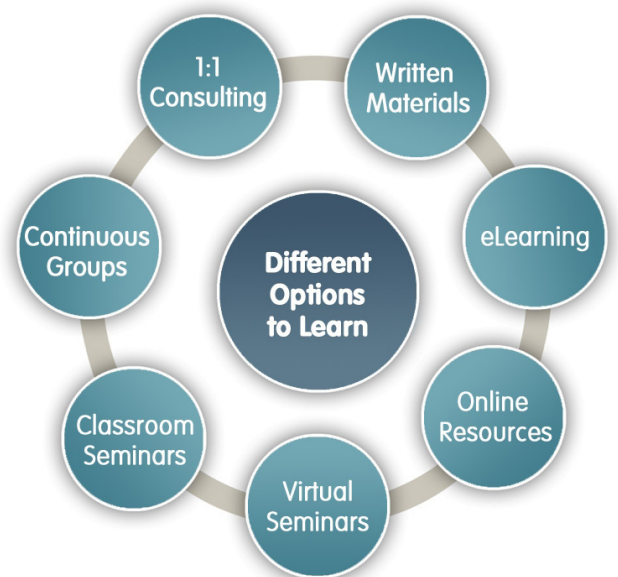 1:1
Consulting
Written
Materials
eLearning
Online
Resources
Virtual
Seminars
Classroom
Seminars
Continuous
Groups
Different
Options
to Learn